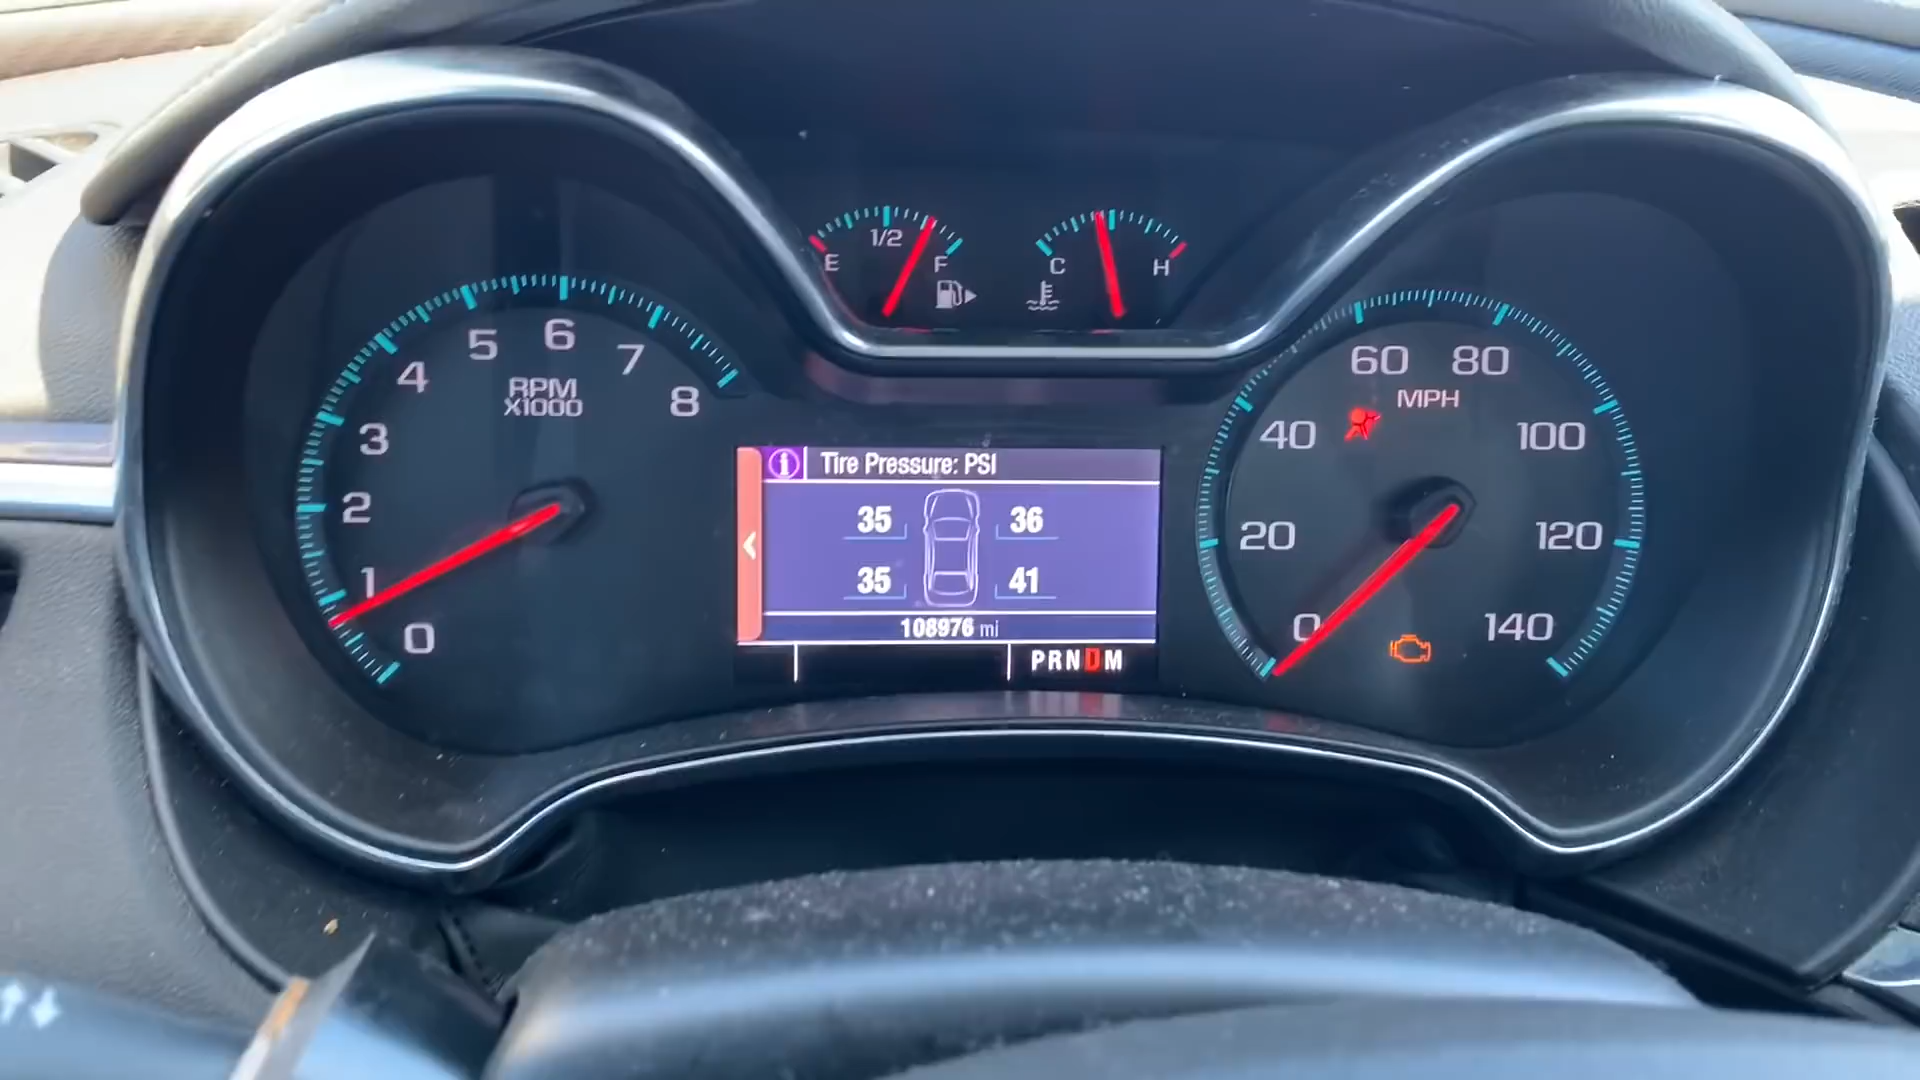 1/2
E F
C H
0 1 2 3 4 5 6 7 8
RPM
X1000
0 20 40 60 80 100 120 140
MPH
Tire Pressure: PSI
35 36
35 41
108976 mi
PRNDM